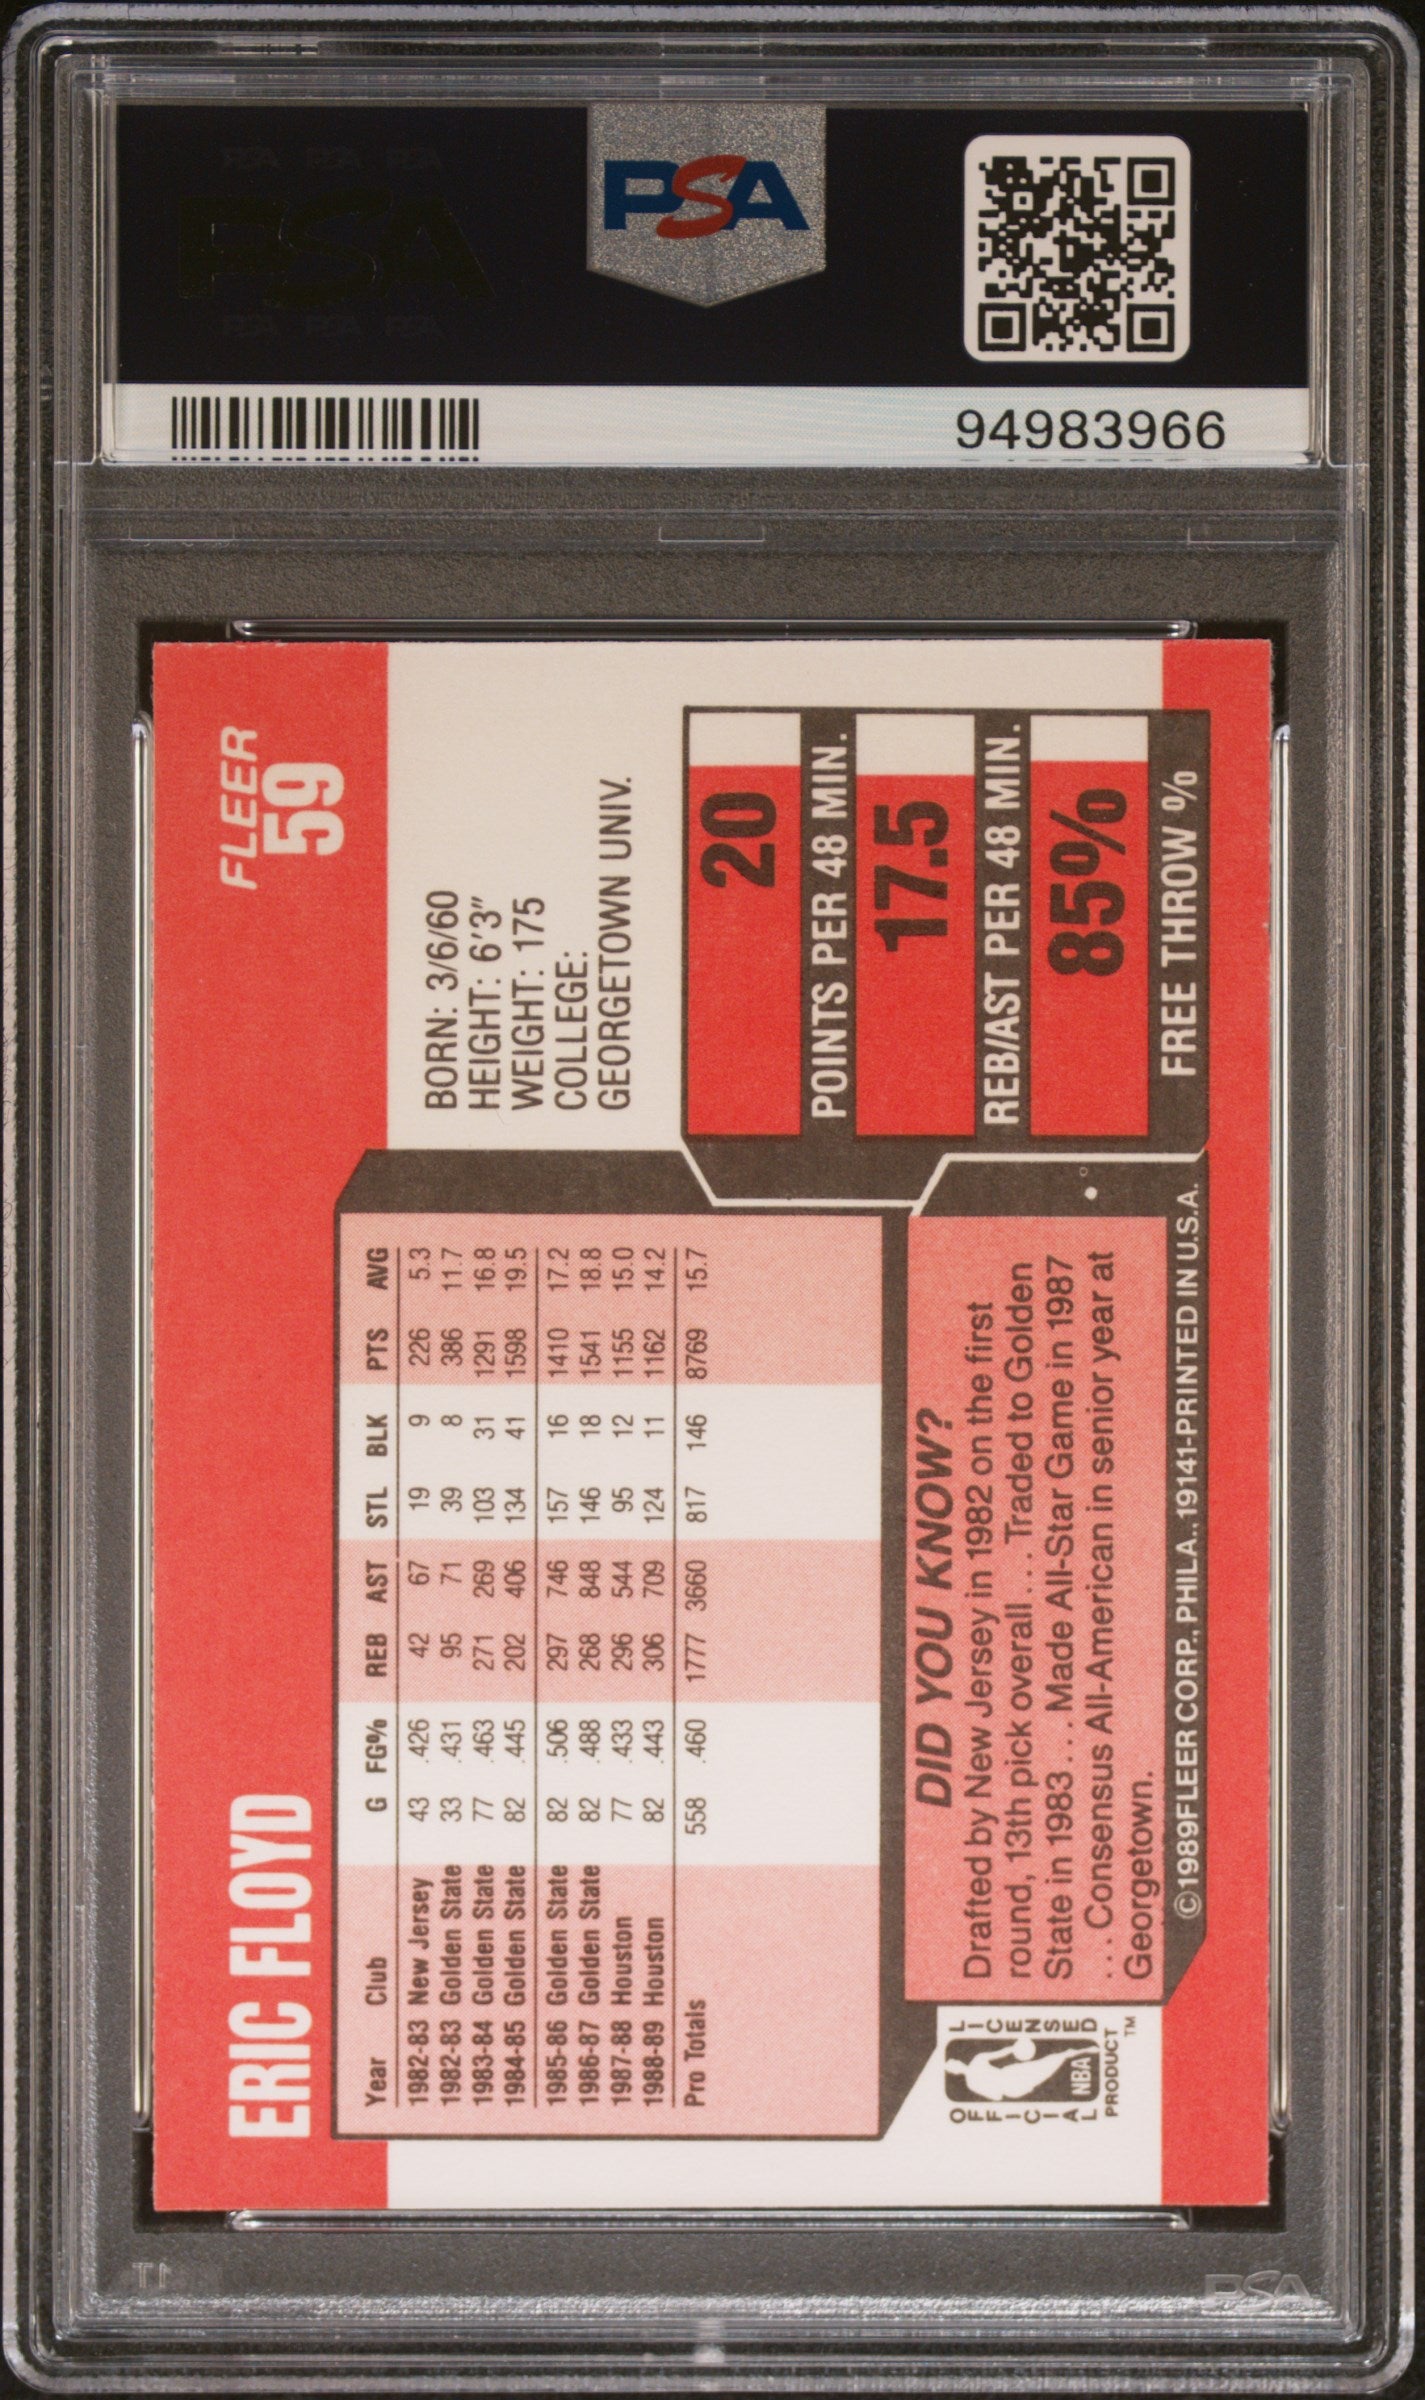 PSA PSA PSA
PSA
PSA PSA PSA
PSA
94983966
ERIC FLOYD
FLEER
59
BORN: 3/6/60
HEIGHT: 6'3"
WEIGHT: 175
COLLEGE:
GEORGETOWN UNIV.
Year Club G FG% REB AST STL BLK PTS AVG
1982-83 New Jersey 43 .426 42 67 19 9 226 5.3
1982-83 Golden State 33 .431 95 71 39 8 386 11.7
1983-84 Golden State 77 .463 271 269 103 31 1291 16.8
1984-85 Golden State 82 .445 202 406 134 41 1598 19.5
1985-86 Golden State 82 .506 297 746 157 16 1410 17.2
1986-87 Golden State 82 .488 268 848 146 18 1541 18.8
1987-88 Houston 77 .433 296 544 95 12 1155 15.0
1988-89 Houston 82 .443 306 709 124 11 1162 14.2
Pro Totals 558 .460 1777 3660 817 146 8769 15.7
20
POINTS PER 48 MIN.
17.5
REB/AST PER 48 MIN.
85%
FREE THROW %
DID YOU KNOW?
Drafted by New Jersey in 1982 on the first
round, 13th pick overall . . . Traded to Golden
State in 1983 . . . Made All-Star Game in 1987
. . . Consensus All-American in senior year at
Georgetown.
OFFICIAL LICENSED
NBA
PRODUCT™
©1989 FLEER CORP., PHILA., 19141-PRINTED IN U.S.A.
PSA